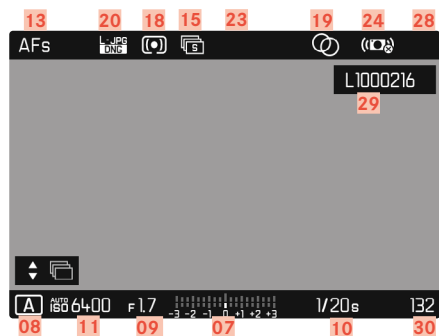 13 20 18 15 23 19 24 28
AFs L-JPG DNG S
L1000216
29
A AUTO ISO 6400 F 1.7 -3 -2 -1 0 +1 +2 +3 1/20s 132
08 11 09 07 10 30